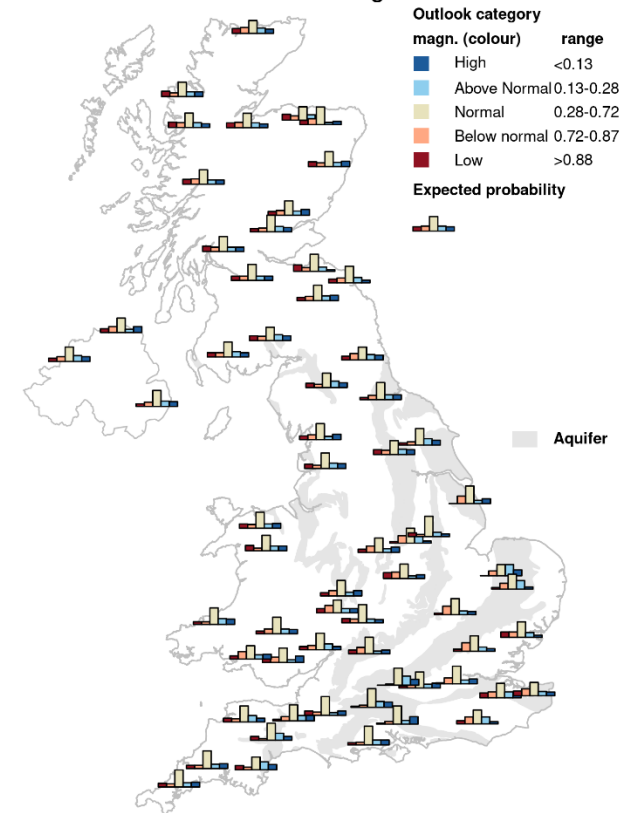 Outlook category
magn. (colour) range
High <0.13
Above Normal 0.13-0.28
Normal 0.28-0.72
Below normal 0.72-0.87
Low >0.88
Expected probability
Aquifer